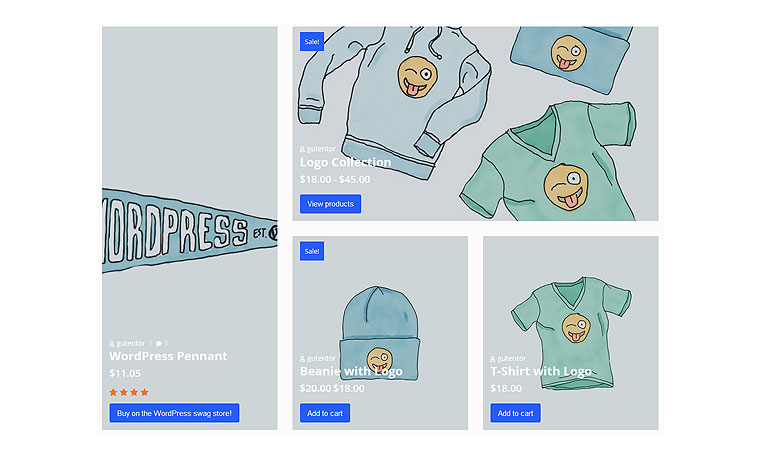 WORDPRESS EST.
gutentor | 1
WordPress Pennant
$11.05
Buy on the WordPress swag store!
Sale!
gutentor
Logo Collection
$18.00 - $45.00
View products
Sale!
gutentor
Beanie with Logo
$20.00 $18.00
Add to cart
gutentor
T-Shirt with Logo
$18.00
Add to cart